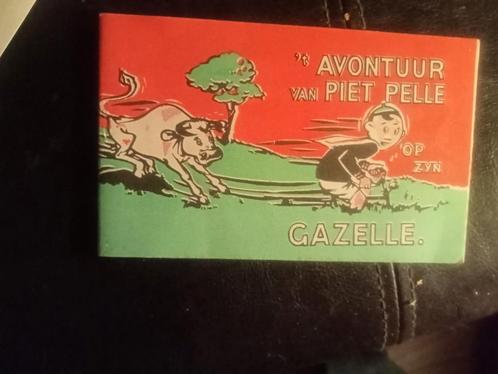 't AVONTUUR
VAN PIET PELLE
OP
ZYN
GAZELLE.